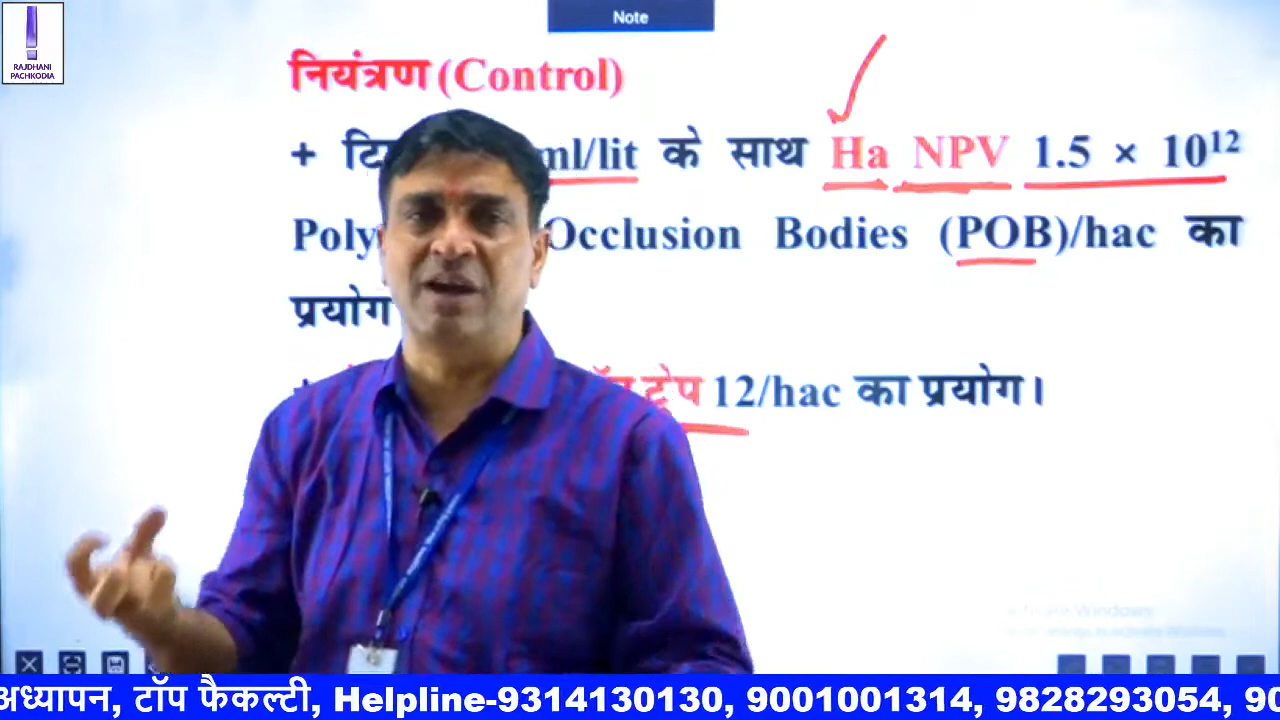 Note
RAJDHANI
PACHKODIA
नियंत्रण (Control)
+ ml/lit के साथ Ha NPV 1.5 × 10¹²
Occlusion Bodies (POB)/hac का
प्रयोग
ट्रेप 12/hac का प्रयोग।
अध्यापन, टॉप फैकल्टी, Helpline-9314130130, 9001001314, 9828293054, 90